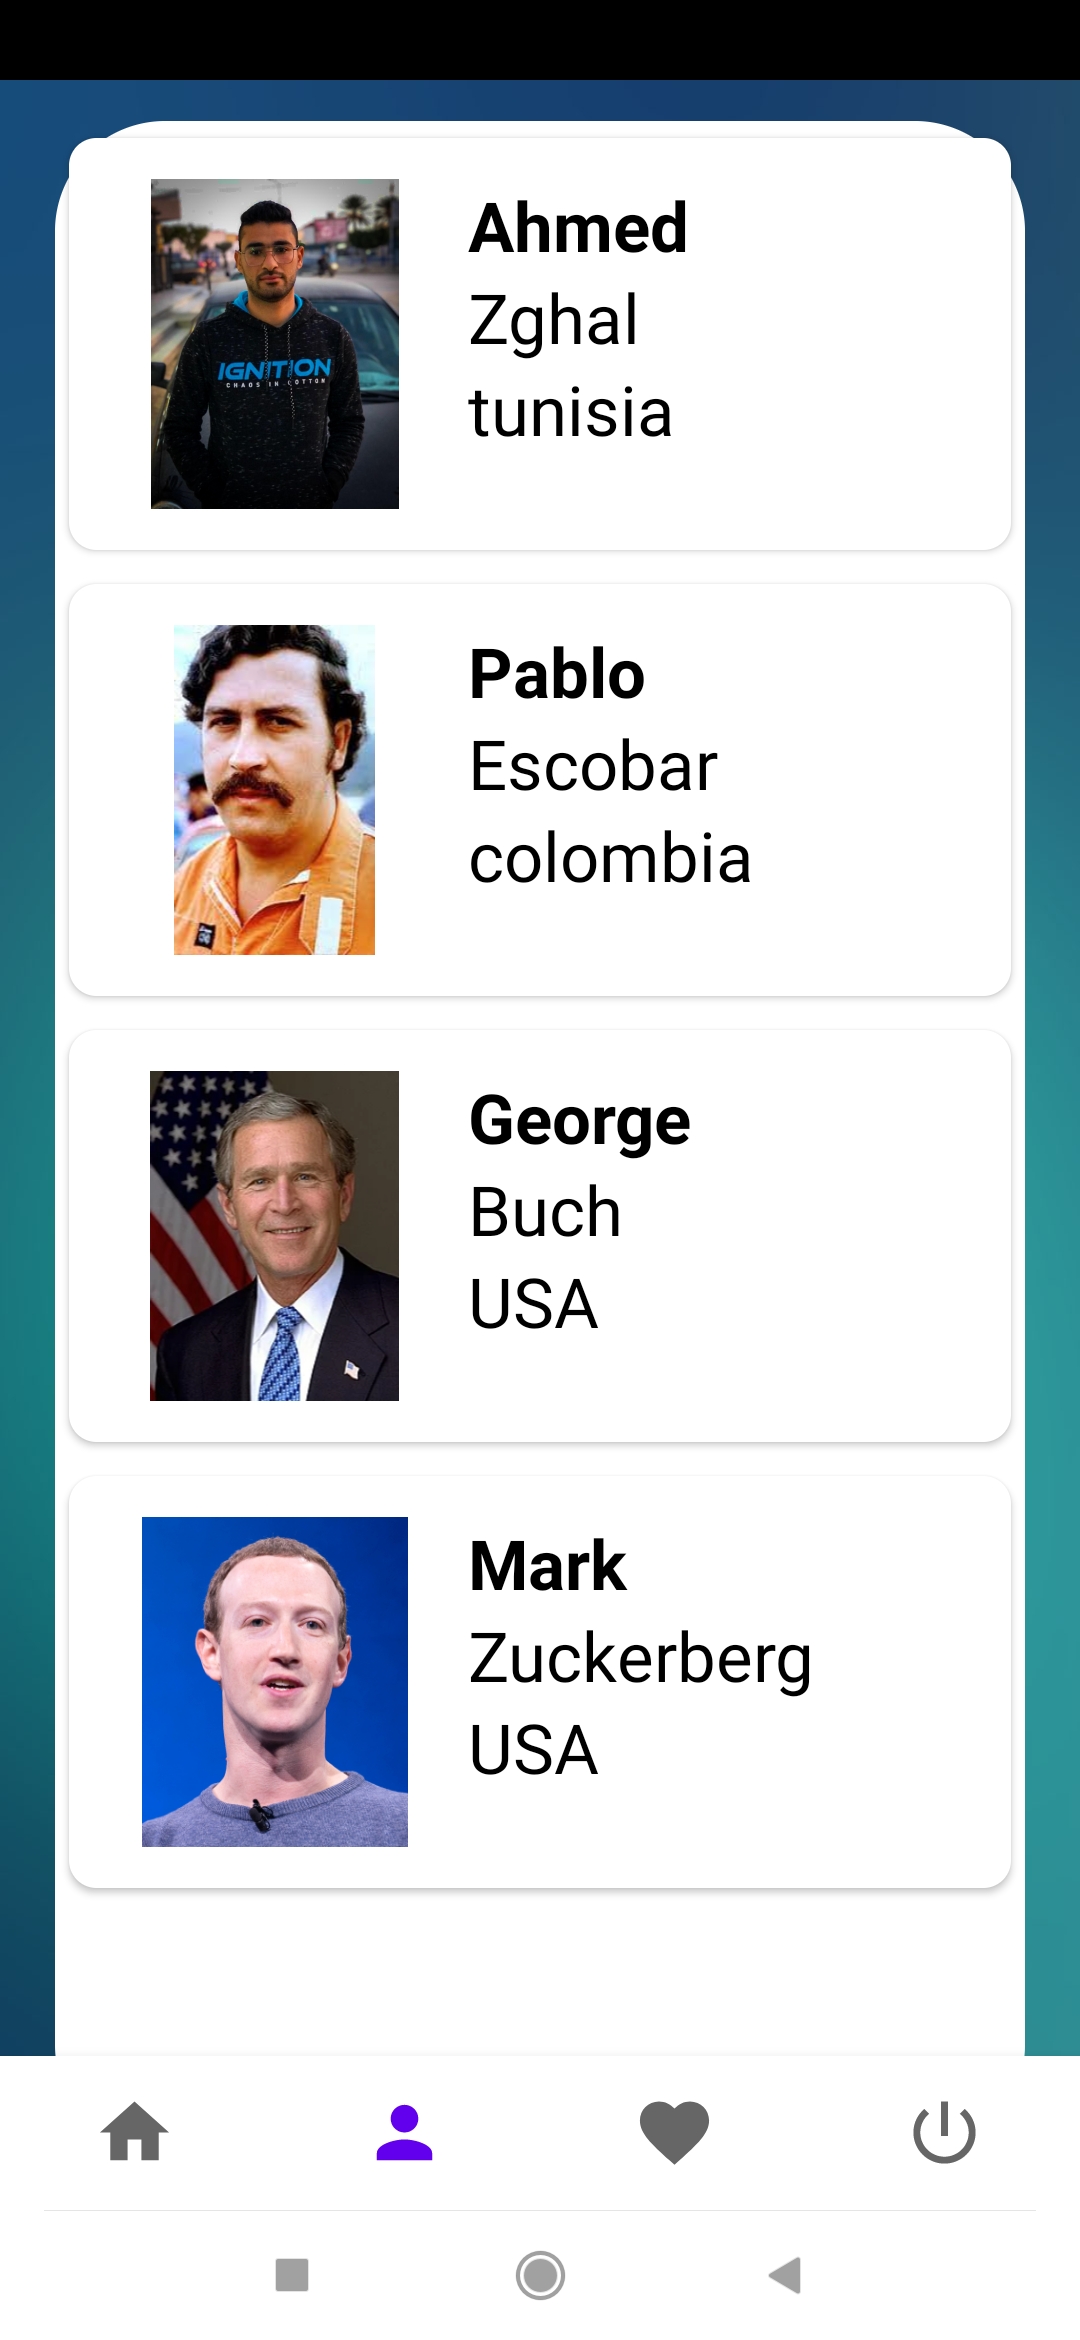 IGNITION
CHAOS IN COTTON
Ahmed
Zghal
tunisia
Pablo
Escobar
colombia
George
Buch
USA
Mark
Zuckerberg
USA